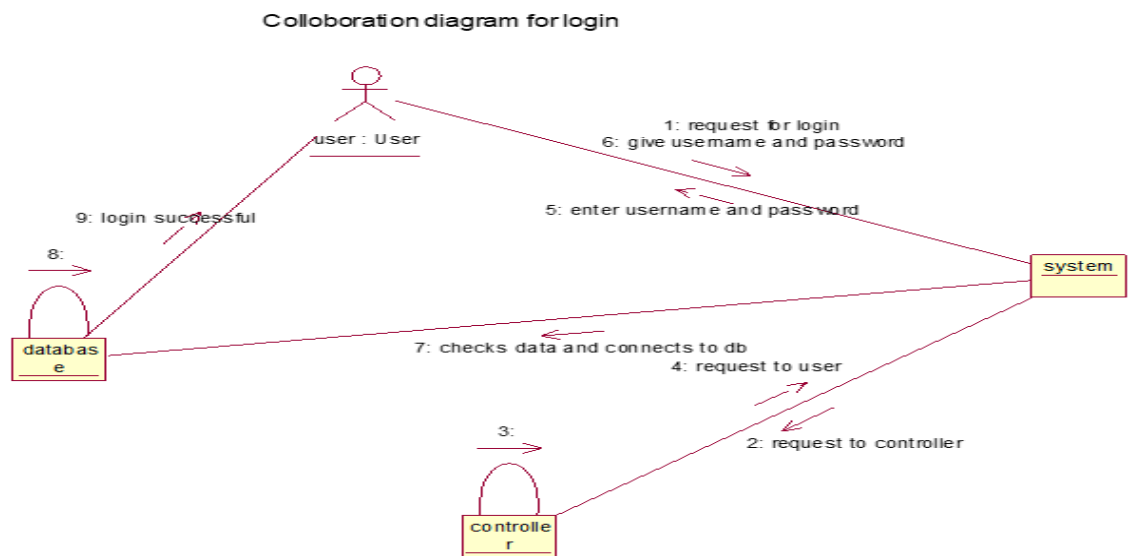 Colloboration diagram for login
user : User
1: request for login
6: give username and password
5: enter username and password
9: login successful
8:
system
databas
e
7: checks data and connects to db
4: request to user
3:
2: request to controller
controlle
r